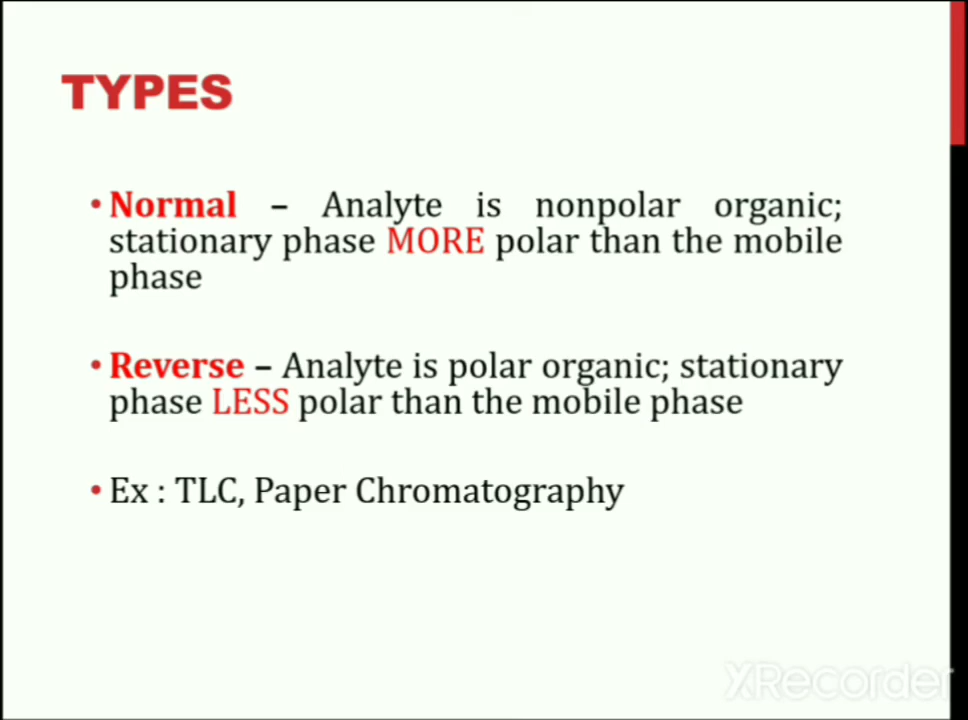 TYPES
• Normal – Analyte is nonpolar organic;
stationary phase MORE polar than the mobile
phase
• Reverse – Analyte is polar organic; stationary
phase LESS polar than the mobile phase
• Ex : TLC, Paper Chromatography
XRecorder